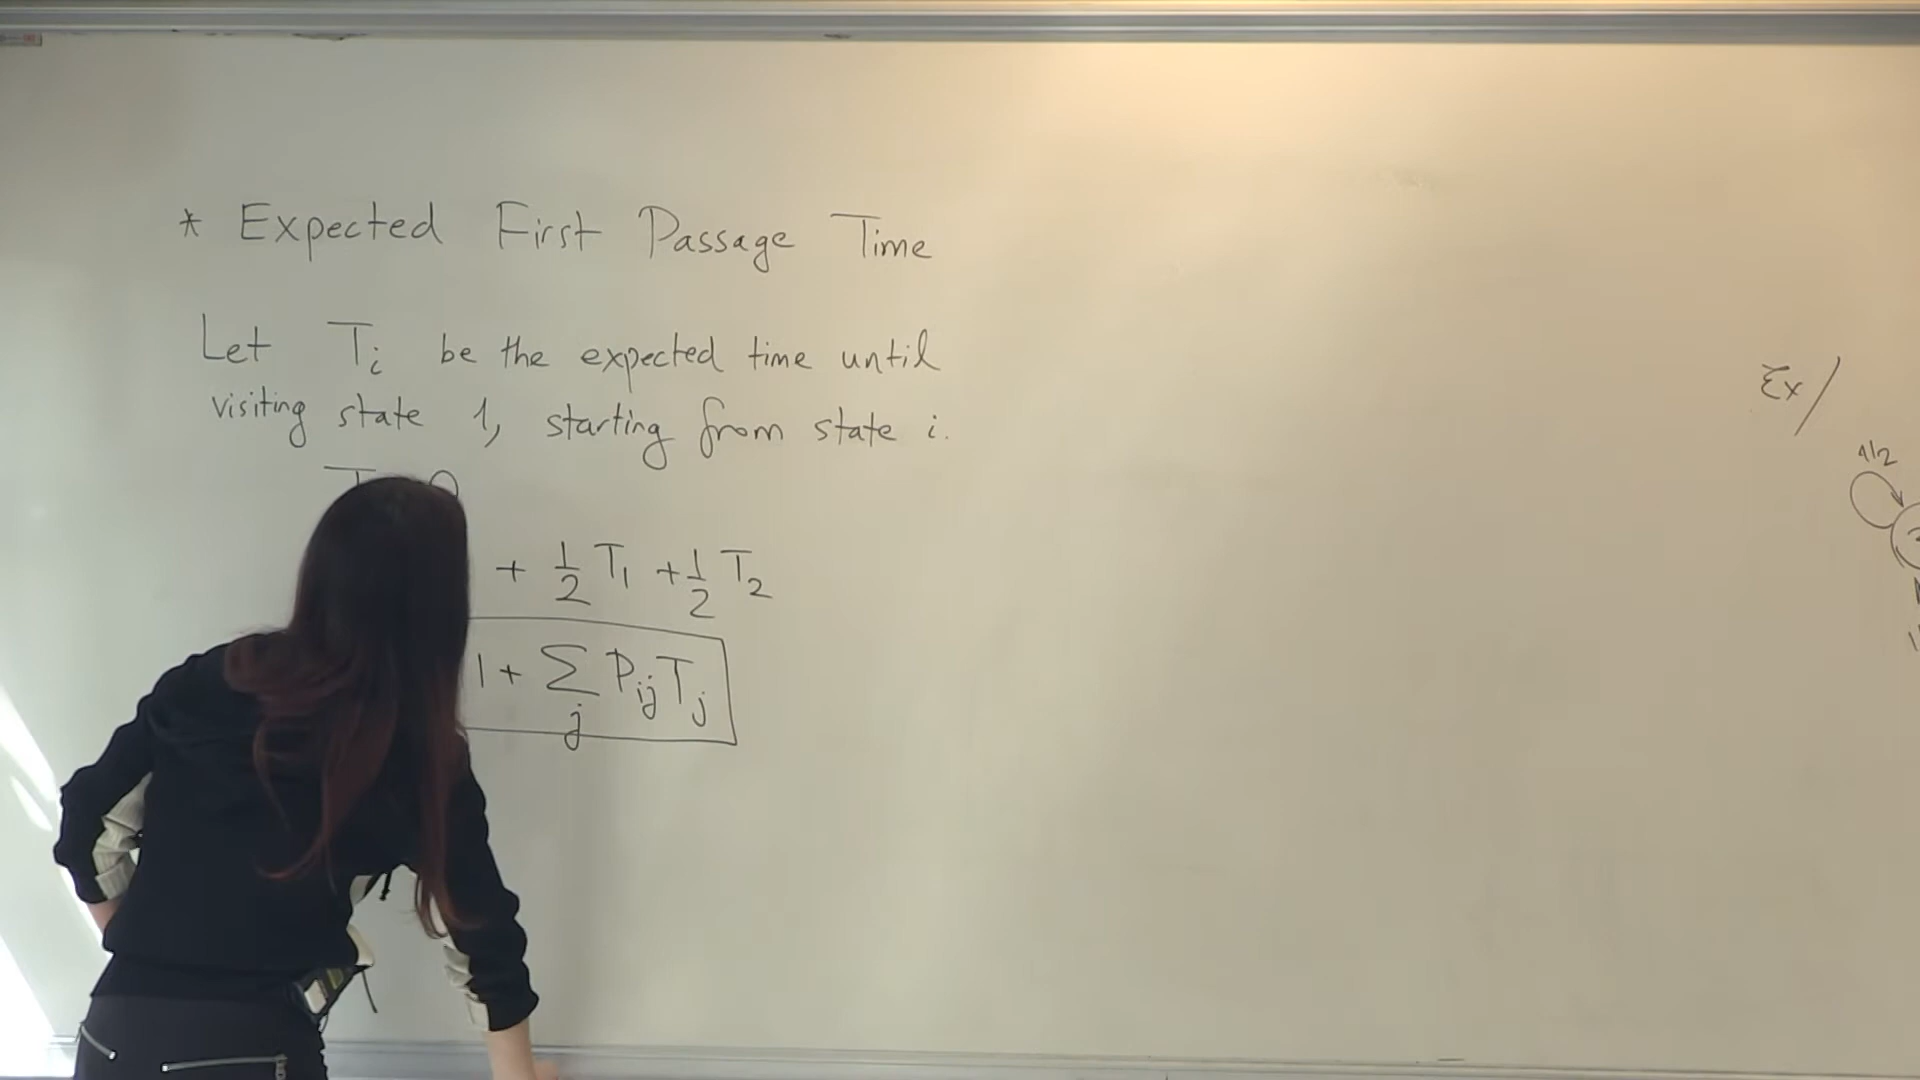 * Expected First Passage Time
Let Tᵢ be the expected time until
visiting state 1, starting from state i.
+ 1/2 T₁ + 1/2 T₂
1 + Σⱼ Pᵢⱼ Tⱼ
Ex/
1/2